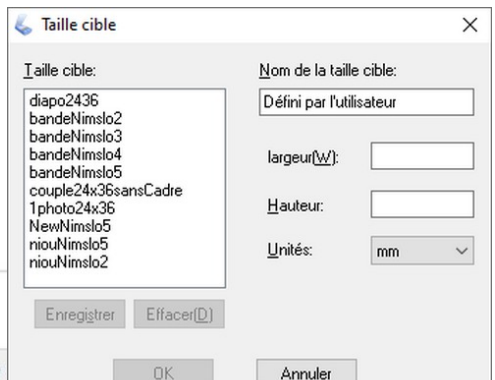 Taille cible
Taille cible:
diapo2436
bandeNimslo2
bandeNimslo3
bandeNimslo4
bandeNimslo5
couple24x36sansCadre
1photo24x36
NewNimslo5
niouNimslo5
niouNimslo2
Enregistrer
Effacer(D)
Nom de la taille cible:
Défini par l'utilisateur
largeur(W):
Hauteur:
Unités:
mm
OK
Annuler